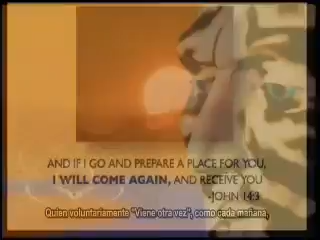 AND IF I GO AND PREPARE A PLACE FOR YOU,
I WILL COME AGAIN, AND RECEIVE YOU
-JOHN 14:3
Quien voluntariamente "Viene otra vez", como cada mañana,